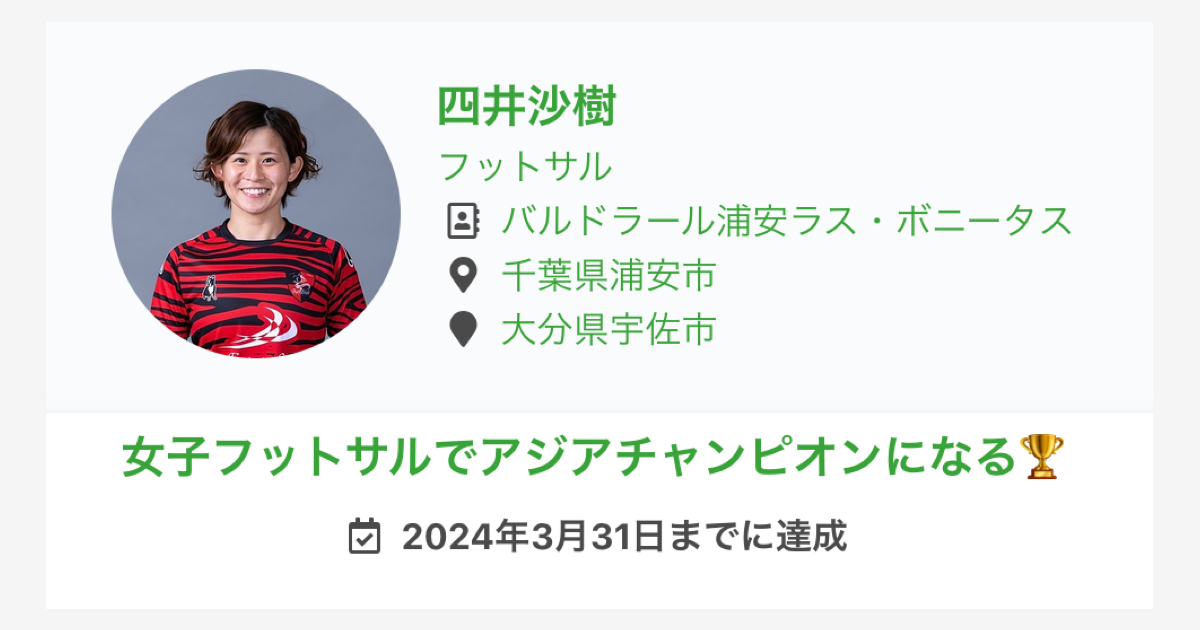 四井沙樹
フットサル
バルドラール浦安ラス・ボニータス
千葉県浦安市
大分県宇佐市
女子フットサルでアジアチャンピオンになる🏆
2024年3月31日までに達成